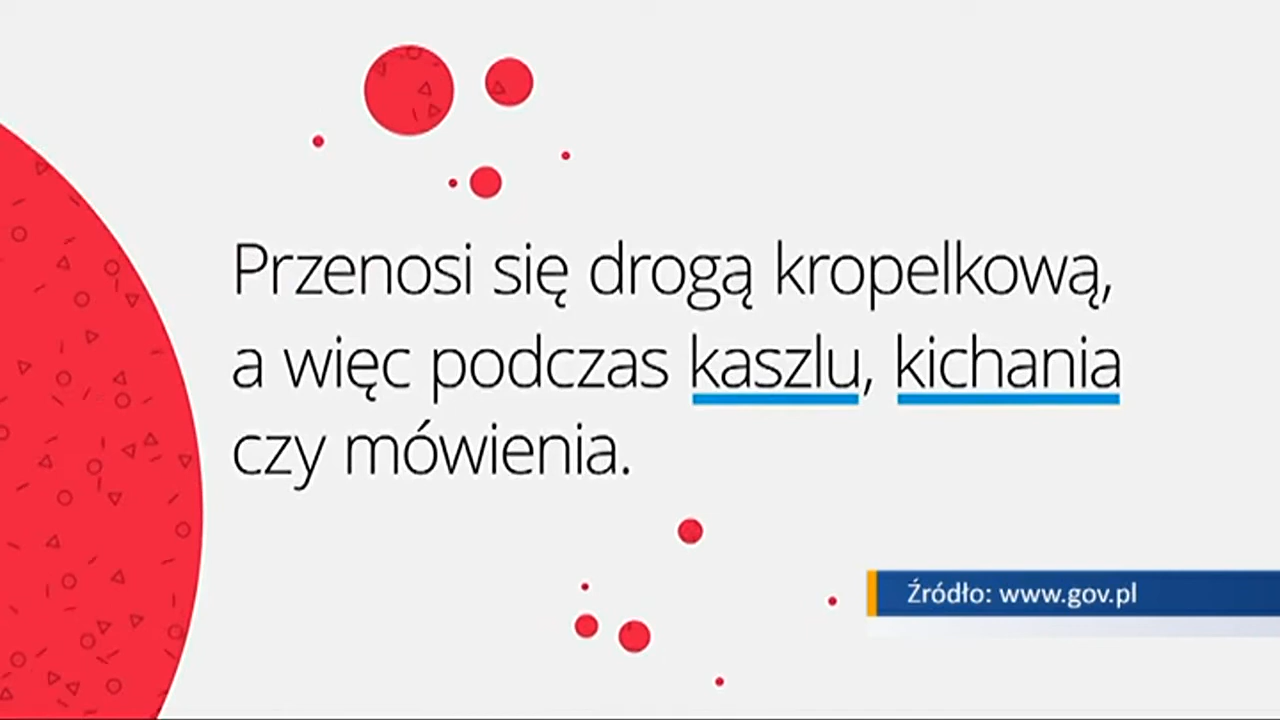 Przenosi się drogą kropelkową,
a więc podczas kaszlu, kichania
czy mówienia.
Źródło: www.gov.pl